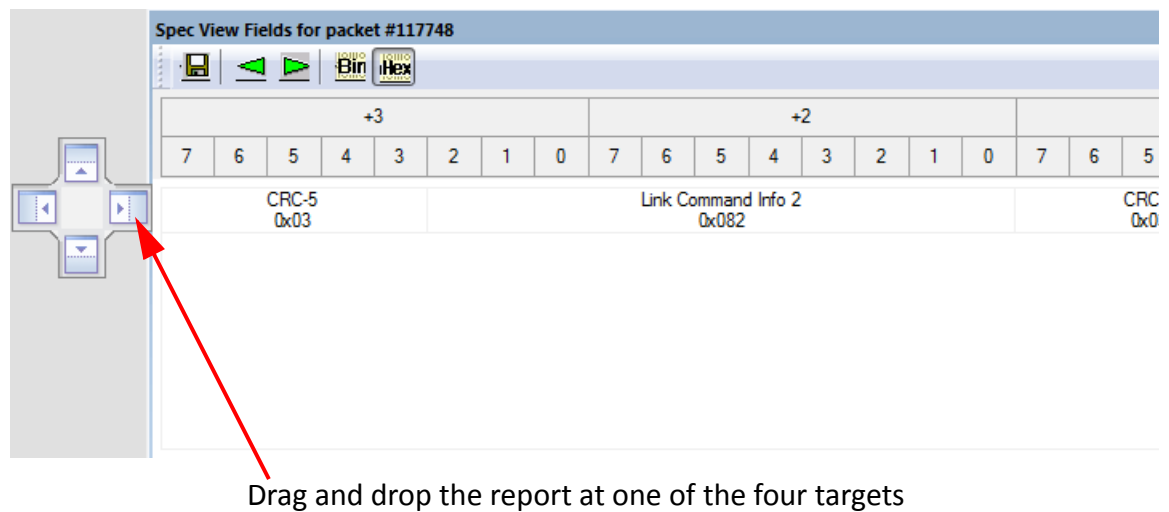 Spec View Fields for packet #117748
Bin Hex
+3 +2
7 6 5 4 3 2 1 0 7 6 5 4 3 2 1 0 7 6 5
CRC-5 Link Command Info 2 CRC
0x03 0x082 0x0
Drag and drop the report at one of the four targets